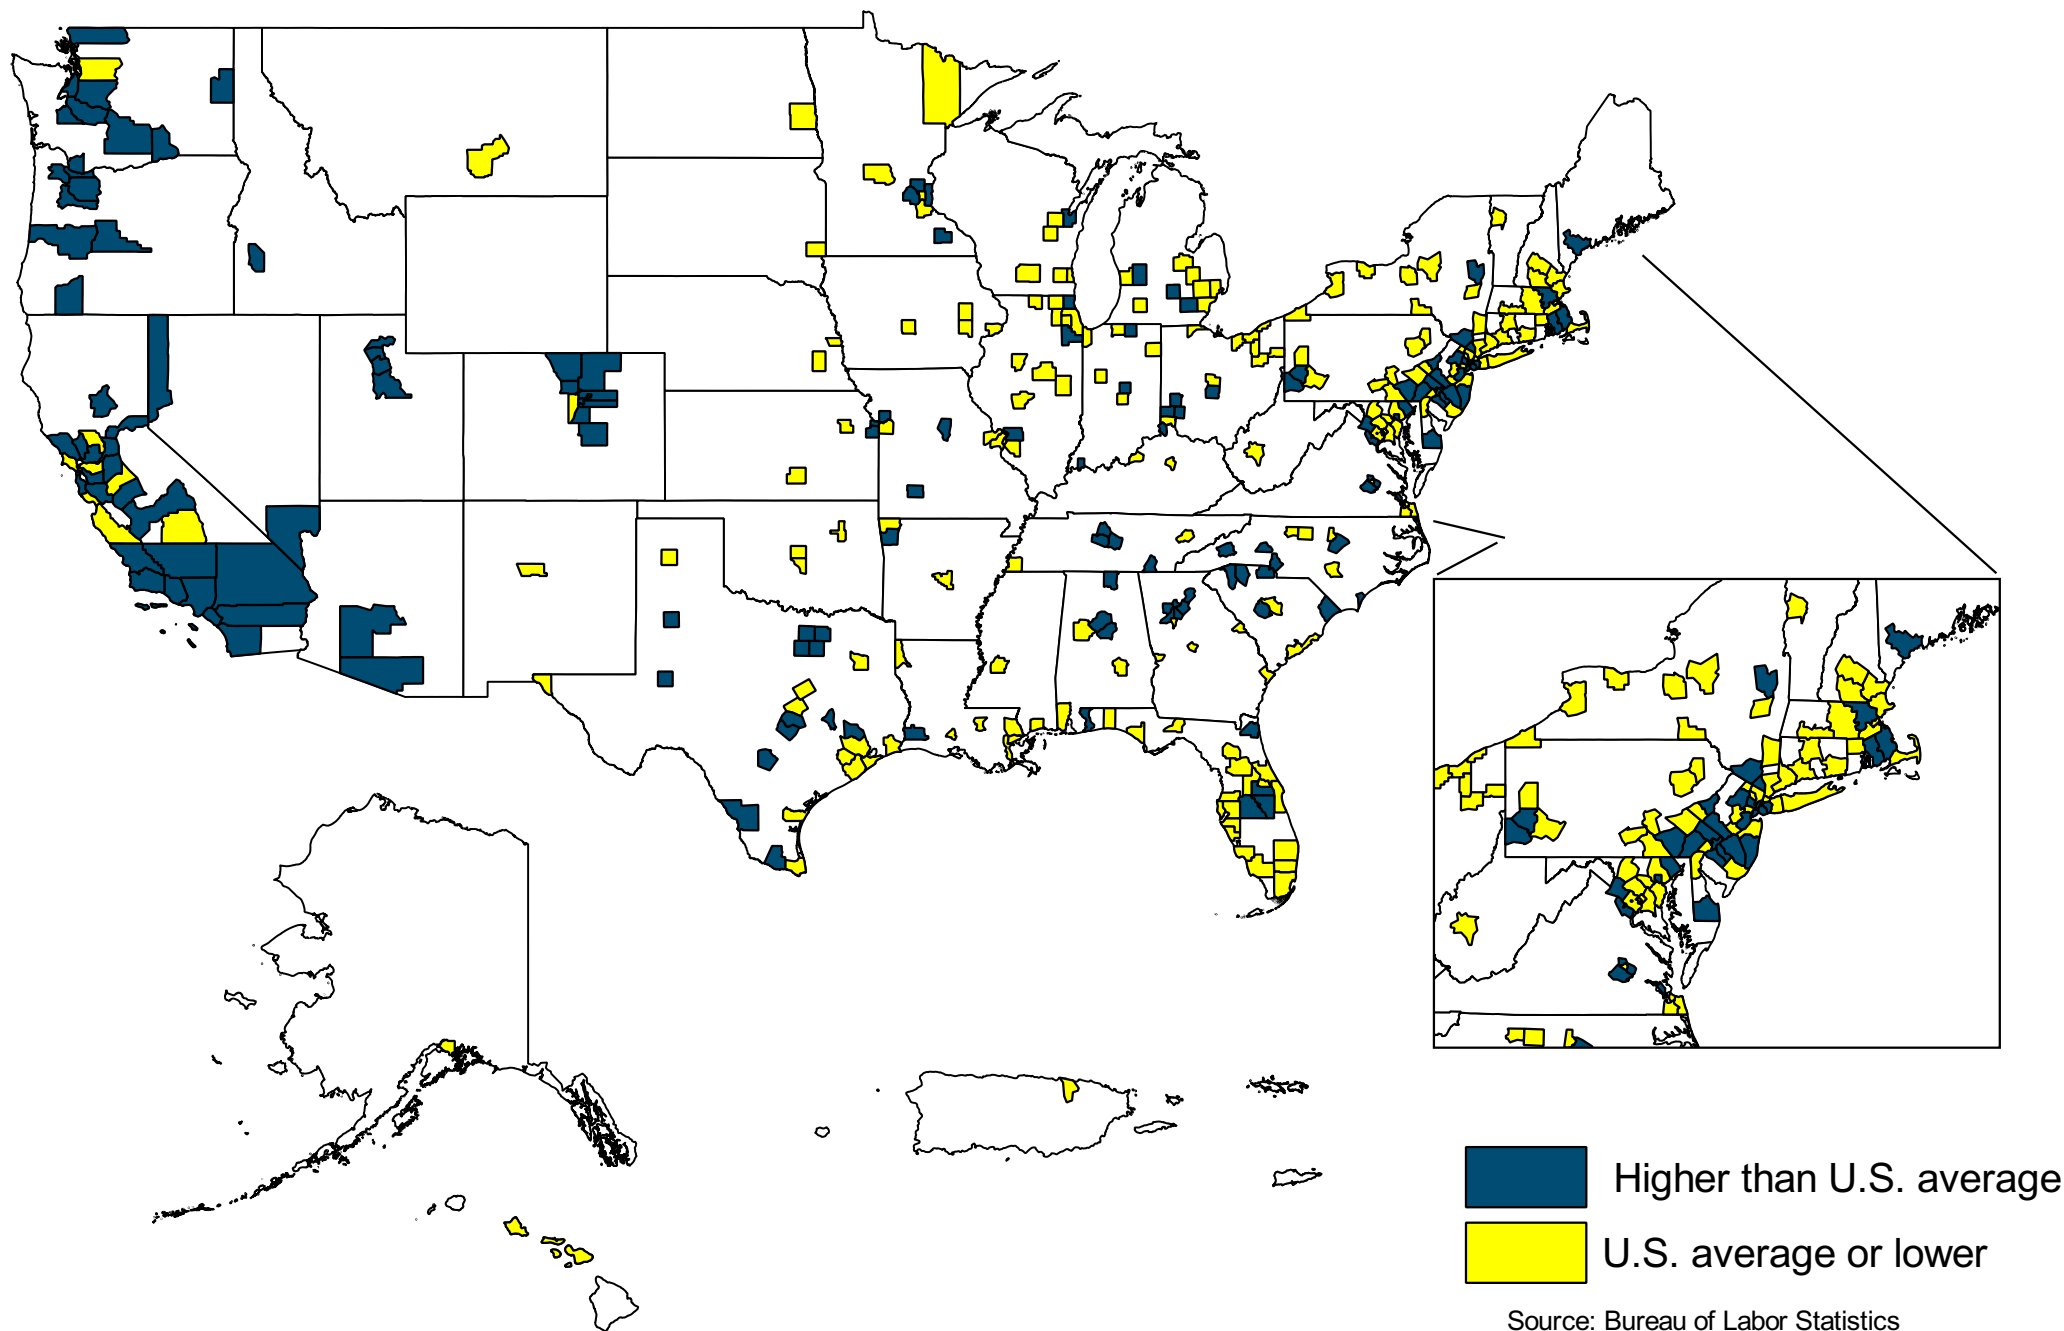 Higher than U.S. average
U.S. average or lower
Source: Bureau of Labor Statistics